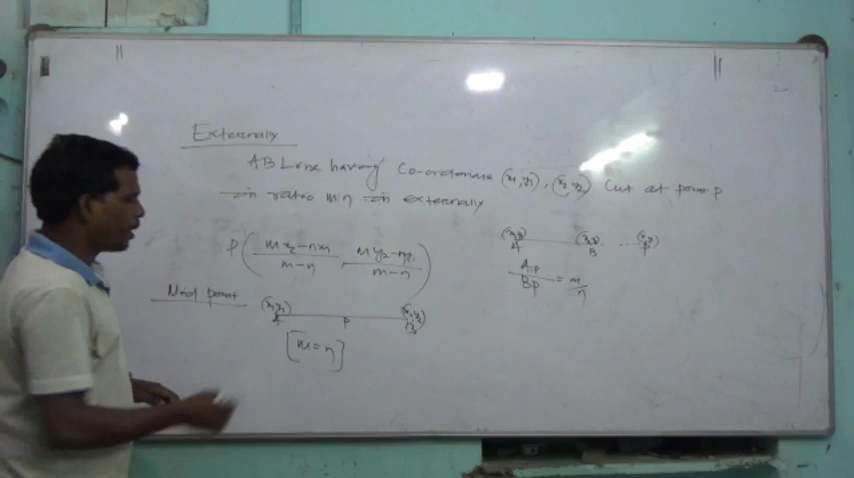 Externally
AB Line having Co-ordinate (x1, y1), (x2, y2) Cut at point P
in ratio m n in externally
P ( mx2 - nx1 / m - n , my2 - ny1 / m - n )
(x1, y1) (x2, y2) ... (x, y)
A B P
AP / BP = m / n
Mid point
(x1, y1) (x2, y2)
A P
[m = n]